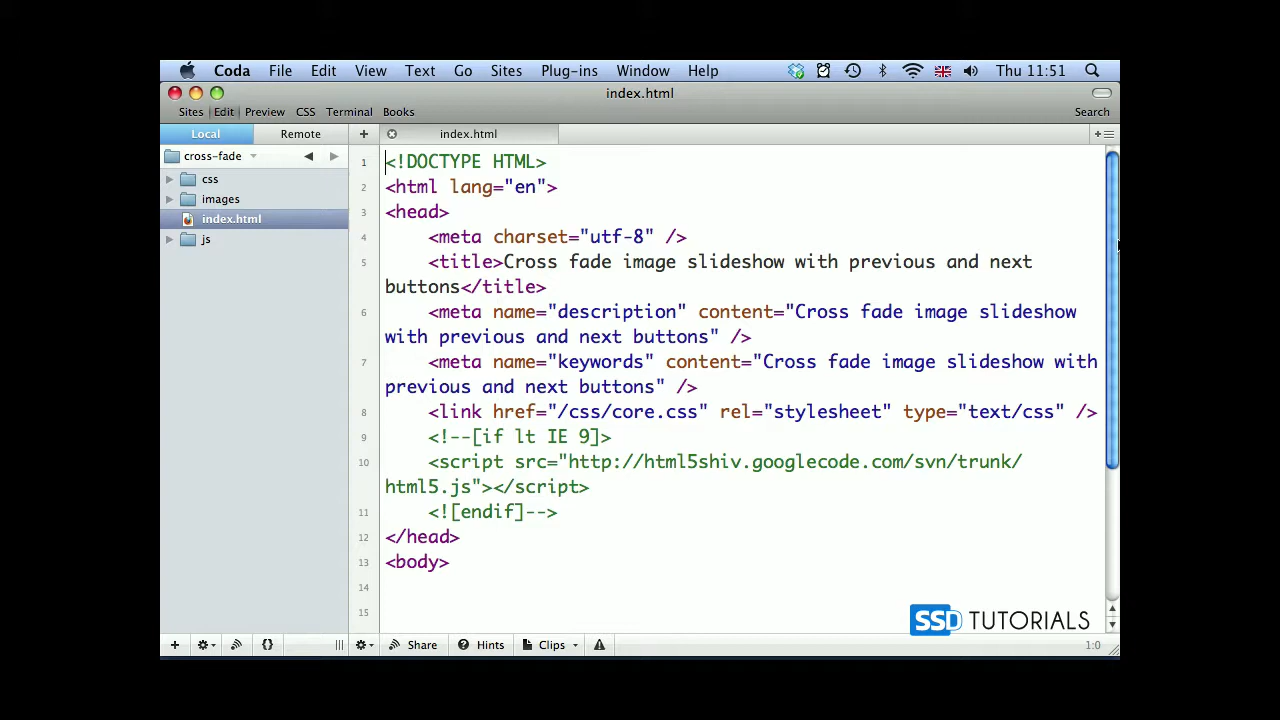 Coda File Edit View Text Go Sites Plug-ins Window Help Thu 11:51
index.html
Sites Edit Preview CSS Terminal Books Search
Local Remote + index.html
cross-fade
css
images
index.html
js
1 <!DOCTYPE HTML>
2 <html lang="en">
3 <head>
4 <meta charset="utf-8" />
5 <title>Cross fade image slideshow with previous and next
buttons</title>
6 <meta name="description" content="Cross fade image slideshow
with previous and next buttons" />
7 <meta name="keywords" content="Cross fade image slideshow with
previous and next buttons" />
8 <link href="/css/core.css" rel="stylesheet" type="text/css" />
9 <!--[if lt IE 9]>
10 <script src="http://html5shiv.googlecode.com/svn/trunk/
html5.js"></script>
11 <![endif]-->
12 </head>
13 <body>
14
15
SSD TUTORIALS
+ {} Share Hints Clips 1:0